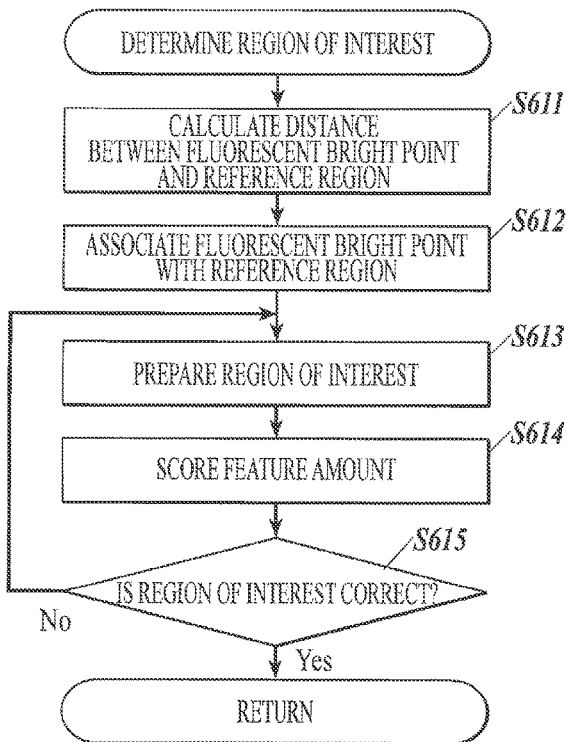 DETERMINE REGION OF INTEREST
S611
CALCULATE DISTANCE
BETWEEN FLUORESCENT BRIGHT POINT
AND REFERENCE REGION
S612
ASSOCIATE FLUORESCENT BRIGHT POINT
WITH REFERENCE REGION
S613
PREPARE REGION OF INTEREST
S614
SCORE FEATURE AMOUNT
S615
IS REGION OF INTEREST CORRECT?
No
Yes
RETURN